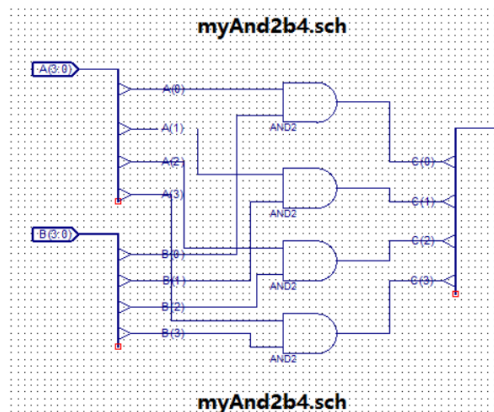 myAnd2b4.sch
A(3:0)
A(0)
AND2
A(1)
A(2)
C(0)
A(3)
C(1)
AND2
B(3:0)
C(2)
B(0)
B(1)
C(3)
AND2
B(2)
B(3)
AND2
myAnd2b4.sch